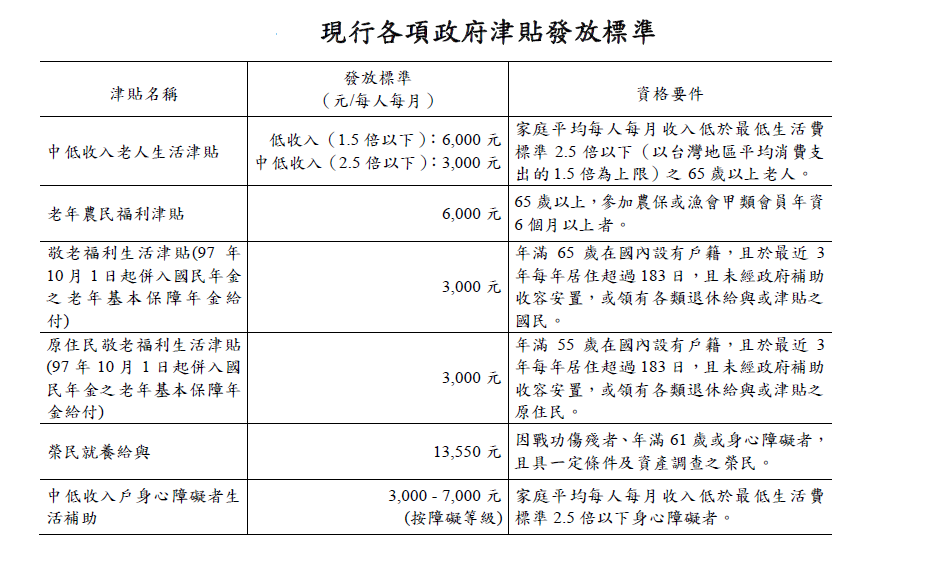 現行各項政府津貼發放標準
津貼名稱
發放標準
（元/每人每月）
資格要件
中低收入老人生活津貼
低收入（1.5 倍以下）：6,000 元
中低收入（2.5 倍以下）：3,000 元
家庭平均每人每月收入低於最低生活費
標準 2.5 倍以下（以台灣地區平均消費支
出的 1.5 倍為上限）之 65 歲以上老人。
老年農民福利津貼
6,000 元
65 歲以上，參加農保或漁會甲類會員年資
6 個月以上者。
敬老福利生活津貼(97 年
10 月 1 日起併入國民年金
之老年基本保障年金給
付)
3,000 元
年滿 65 歲在國內設有戶籍，且於最近 3
年每年居住超過 183 日，且未經政府補助
收容安置，或領有各類退休給與或津貼之
國民。
原住民敬老福利生活津貼
(97 年 10 月 1 日起併入國
民年金之老年基本保障年
金給付)
3,000 元
年滿 55 歲在國內設有戶籍，且於最近 3
年每年居住超過 183 日，且未經政府補助
收容安置，或領有各類退休給與或津貼之
原住民。
榮民就養給與
13,550 元
因戰功傷殘者、年滿 61 歲或身心障礙者，
且具一定條件及資產調查之榮民。
中低收入戶身心障礙者生
活補助
3,000 - 7,000 元
(按障礙等級)
家庭平均每人每月收入低於最低生活費
標準 2.5 倍以下身心障礙者。